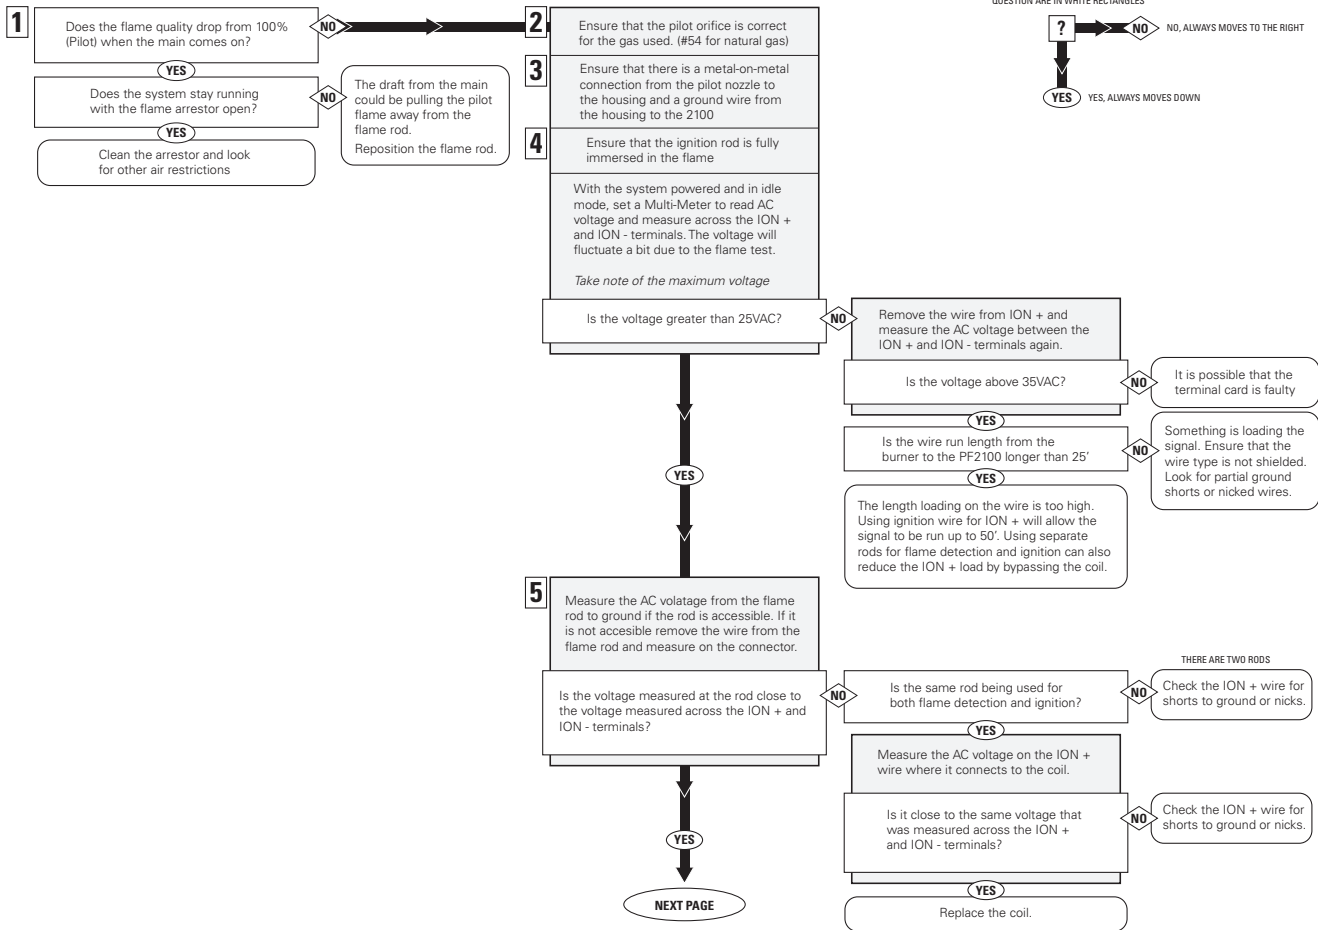 QUESTION ARE IN WHITE RECTANGLES
1
Does the flame quality drop from 100%
(Pilot) when the main comes on?
NO
YES
Does the system stay running
with the flame arrestor open?
NO
The draft from the main
could be pulling the pilot
flame away from the
flame rod.
Reposition the flame rod.
YES
Clean the arrestor and look
for other air restrictions
2
Ensure that the pilot orifice is correct
for the gas used. (#54 for natural gas)
3
Ensure that there is a metal-on-metal
connection from the pilot nozzle to
the housing and a ground wire from
the housing to the 2100
4
Ensure that the ignition rod is fully
immersed in the flame
With the system powered and in idle
mode, set a Multi-Meter to read AC
voltage and measure across the ION +
and ION - terminals. The voltage will
fluctuate a bit due to the flame test.
Take note of the maximum voltage
Is the voltage greater than 25VAC?
NO
YES
?
NO
NO, ALWAYS MOVES TO THE RIGHT
YES
YES, ALWAYS MOVES DOWN
Remove the wire from ION + and
measure the AC voltage between the
ION + and ION - terminals again.
Is the voltage above 35VAC?
NO
It is possible that the
terminal card is faulty
YES
Is the wire run length from the
burner to the PF2100 longer than 25'
NO
Something is loading the
signal. Ensure that the
wire type is not shielded.
Look for partial ground
shorts or nicked wires.
YES
The length loading on the wire is too high.
Using ignition wire for ION + will allow the
signal to be run up to 50'. Using separate
rods for flame detection and ignition can also
reduce the ION + load by bypassing the coil.
5
Measure the AC volatage from the flame
rod to ground if the rod is accessible. If it
is not accesible remove the wire from the
flame rod and measure on the connector.
Is the voltage measured at the rod close to
the voltage measured across the ION + and
ION - terminals?
NO
Is the same rod being used for
both flame detection and ignition?
NO
THERE ARE TWO RODS
Check the ION + wire for
shorts to ground or nicks.
YES
Measure the AC voltage on the ION +
wire where it connects to the coil.
Is it close to the same voltage that
was measured across the ION +
and ION - terminals?
NO
Check the ION + wire for
shorts to ground or nicks.
YES
Replace the coil.
YES
NEXT PAGE